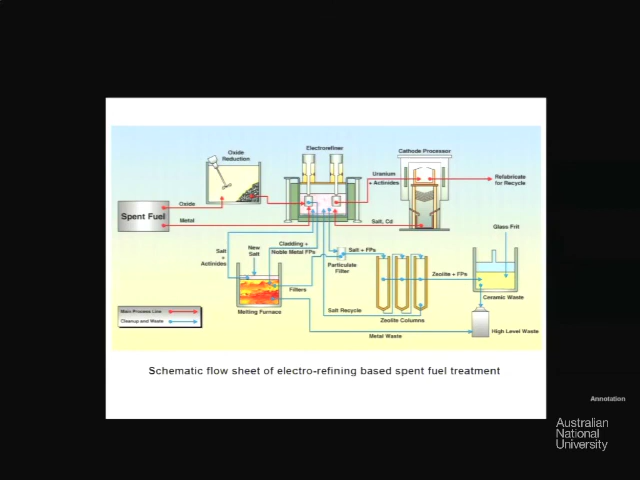 Electrorefiner
Cathode Processor
Oxide
Reduction
Uranium
+ Actinides
Refabricate
for Recycle
Spent Fuel
Oxide
Metal
Salt, Cd
Glass Frit
Salt
+
Actinides
New
Salt
Cladding +
Noble Metal FPs
Salt + FPs
Particulate
Filter
Zeolite + FPs
Filters
Ceramic Waste
Main Process Line
Cleanup and Waste
Melting Furnace
Salt Recycle
Zeolite Columns
High Level Waste
Metal Waste
Schematic flow sheet of electro-refining based spent fuel treatment
Annotation
Australian
National
University